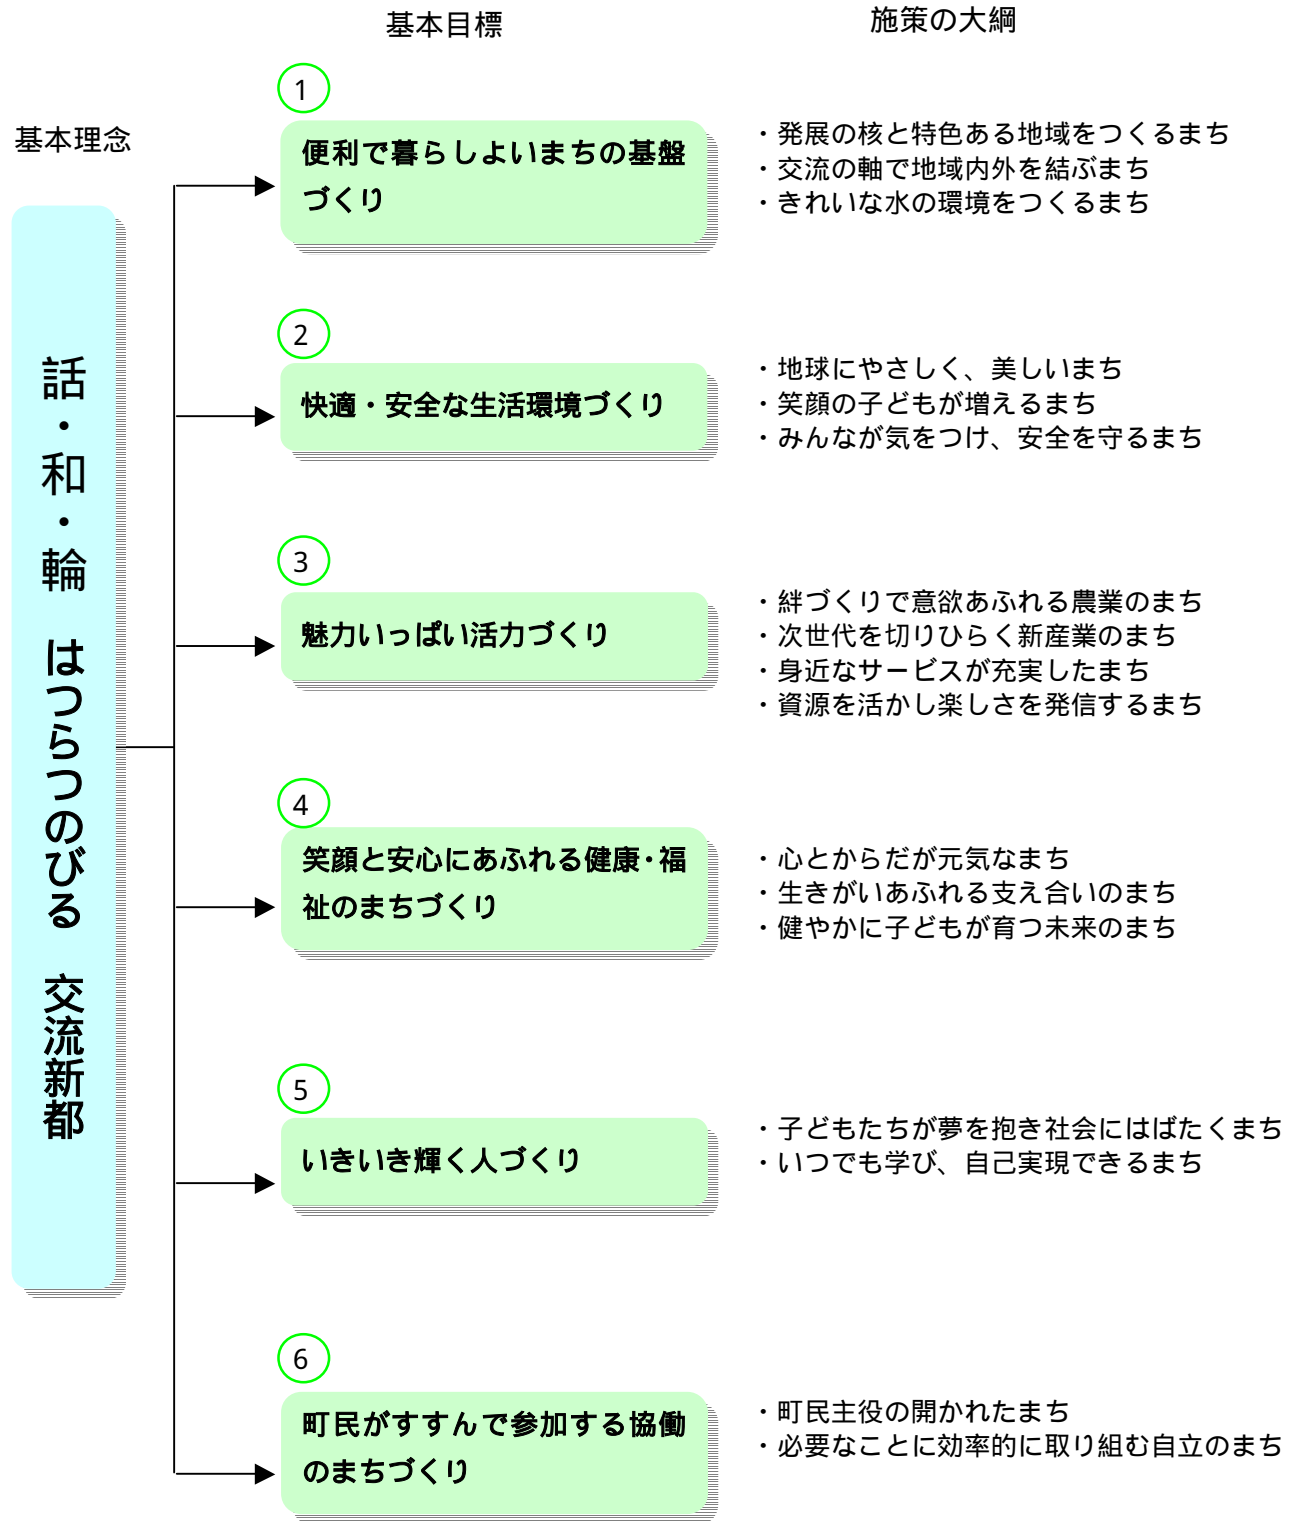 基本目標
施策の大綱
基本理念
話・和・輪 はつらつのびる 交流新都
1
便利で暮らしよいまちの基盤
づくり
・発展の核と特色ある地域をつくるまち
・交流の軸で地域内外を結ぶまち
・きれいな水の環境をつくるまち
2
快適・安全な生活環境づくり
・地球にやさしく、美しいまち
・笑顔の子どもが増えるまち
・みんなが気をつけ、安全を守るまち
3
魅力いっぱい活力づくり
・絆づくりで意欲あふれる農業のまち
・次世代を切りひらく新産業のまち
・身近なサービスが充実したまち
・資源を活かし楽しさを発信するまち
4
笑顔と安心にあふれる健康・福
祉のまちづくり
・心とからだが元気なまち
・生きがいあふれる支え合いのまち
・健やかに子どもが育つ未来のまち
5
いきいき輝く人づくり
・子どもたちが夢を抱き社会にはばたくまち
・いつでも学び、自己実現できるまち
6
町民がすすんで参加する協働
のまちづくり
・町民主役の開かれたまち
・必要なことに効率的に取り組む自立のまち